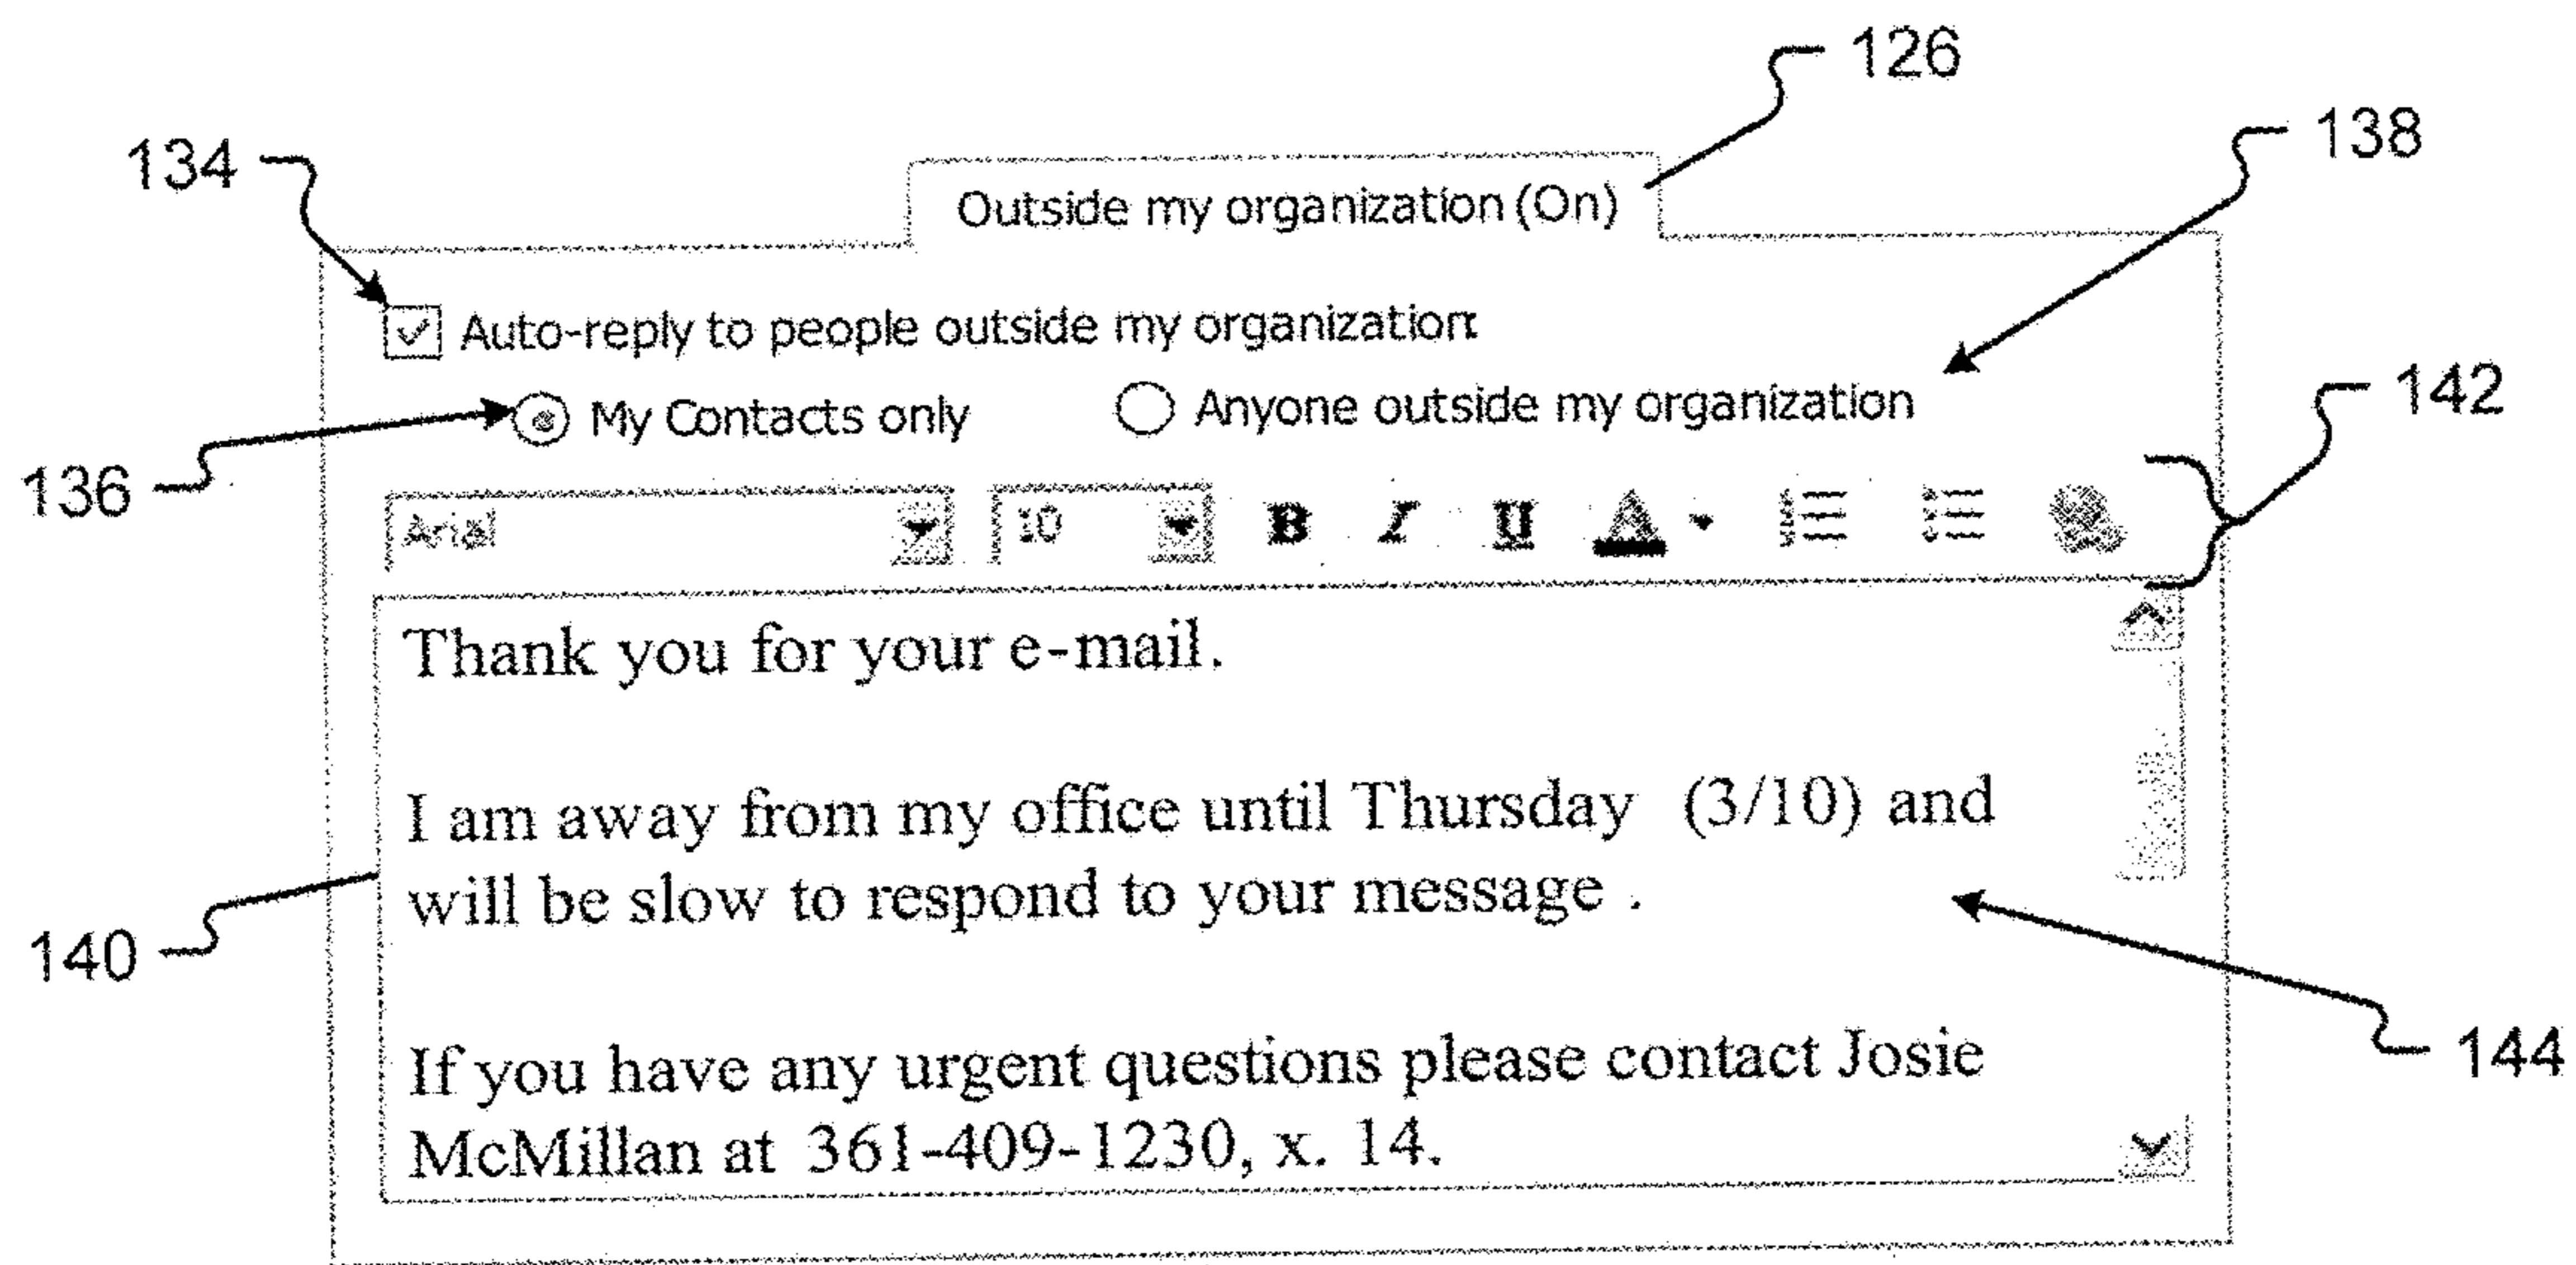 126
134
138
Outside my organization (On)
Auto-reply to people outside my organization:
My Contacts only Anyone outside my organization
142
136
Arial 10 B I U A
Thank you for your e-mail.
I am away from my office until Thursday (3/10) and
will be slow to respond to your message .
140
If you have any urgent questions please contact Josie
144
McMillan at 361-409-1230, x. 14.